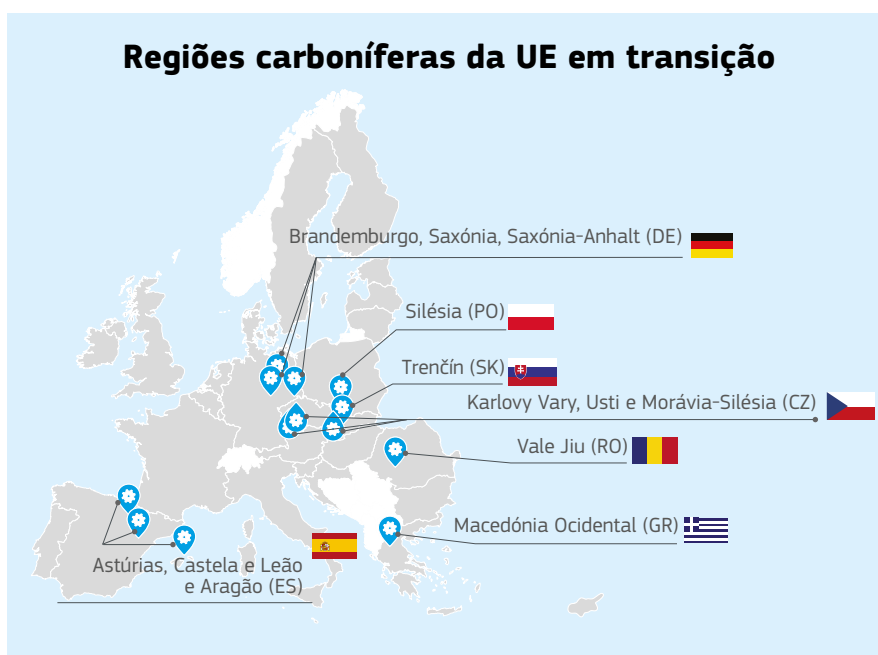 Regiões carboníferas da UE em transição
Brandemburgo, Saxónia, Saxónia-Anhalt (DE)
Silésia (PO)
Trenčín (SK)
Karlovy Vary, Usti e Morávia-Silésia (CZ)
Vale Jiu (RO)
Macedónia Ocidental (GR)
Astúrias, Castela e Leão
e Aragão (ES)